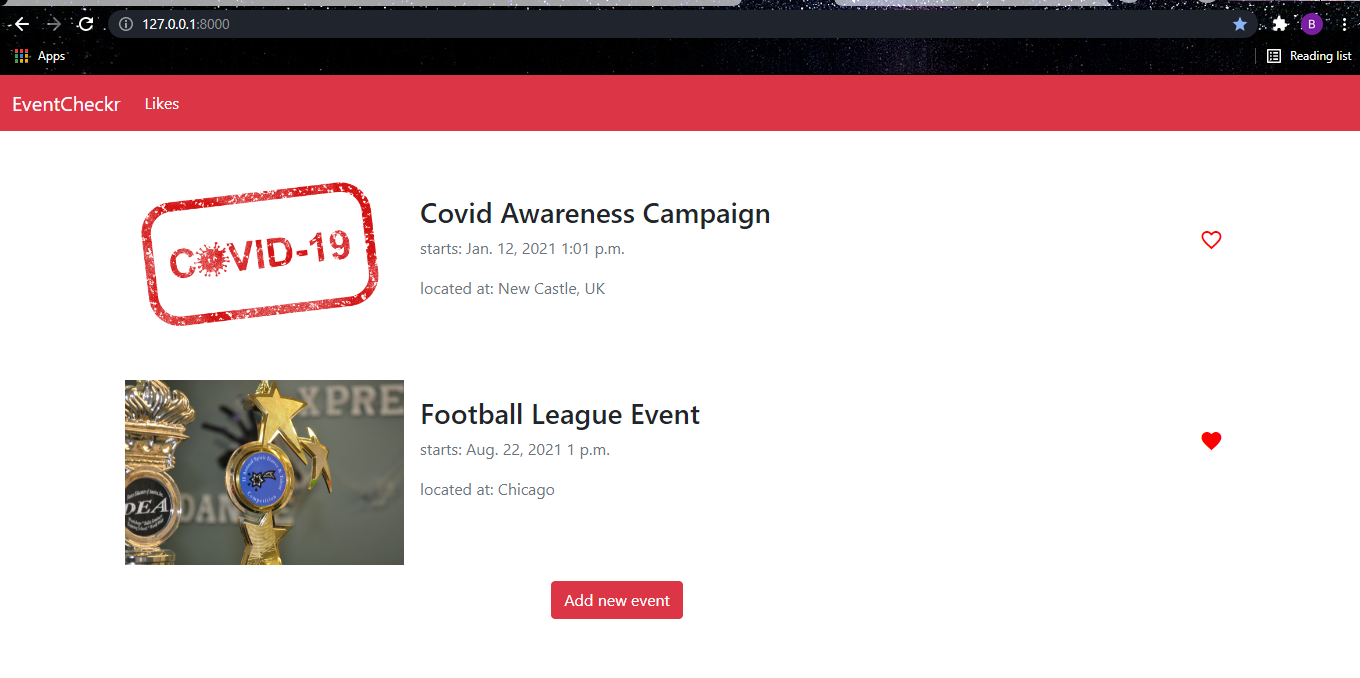 127.0.0.1:8000
B
Apps
Reading list
EventCheckr Likes
COVID-19
Covid Awareness Campaign
starts: Jan. 12, 2021 1:01 p.m.
located at: New Castle, UK
XPRE
DANCE
DEA
Competition
Football League Event
starts: Aug. 22, 2021 1 p.m.
located at: Chicago
Add new event